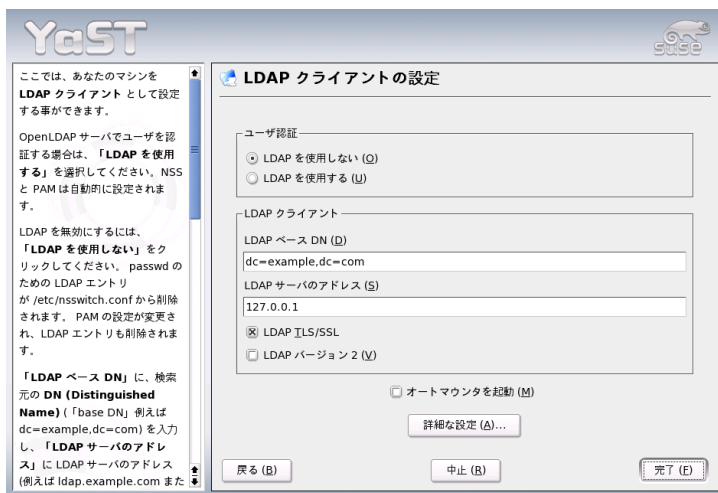 YaST
SUSE
ここでは、あなたのマシンを
LDAP クライアント として設定
する事ができます。
OpenLDAP サーバでユーザを認
証する場合は、「LDAP を使用
する」を選択してください。NSS
と PAM は自動的に設定されま
す。
LDAP を無効にするには、
「LDAP を使用しない」をク
リックしてください。 passwd の
ための LDAP エントリ
が /etc/nsswitch.conf から削除
されます。 PAM の設定が変更さ
れ、LDAP エントリも削除されま
す。
「LDAP ベース DN」に、検索
元の DN (Distinguished
Name) (「base DN」例えば
dc=example,dc=com) を入力
し、「LDAP サーバのアドレ
ス」に LDAP サーバのアドレス
(例えば ldap.example.com また
LDAP クライアントの設定
ユーザ認証
LDAP を使用しない (O)
LDAP を使用する (U)
LDAP クライアント
LDAP ベース DN (D)
dc=example,dc=com
LDAP サーバのアドレス (S)
127.0.0.1
LDAP TLS/SSL
LDAP バージョン 2 (V)
オートマウンタを起動 (M)
詳細な設定 (A)...
戻る (B)
中止 (R)
完了 (F)